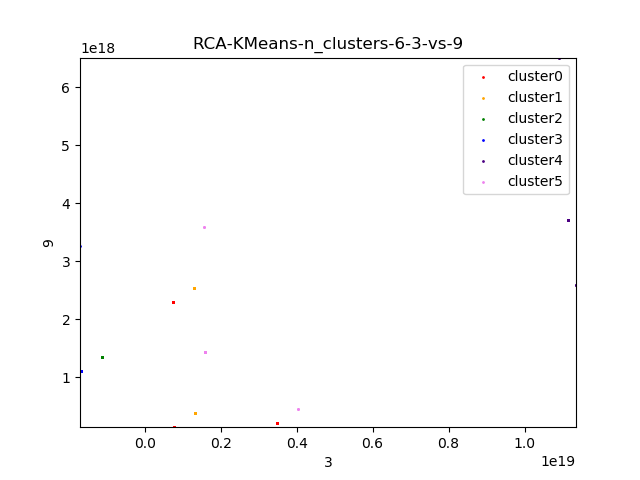 RCA-KMeans-n_clusters-6-3-vs-9
1e18
6
5
4
3
2
1
9
cluster0
cluster1
cluster2
cluster3
cluster4
cluster5
0.0 0.2 0.4 0.6 0.8 1.0
3
1e19